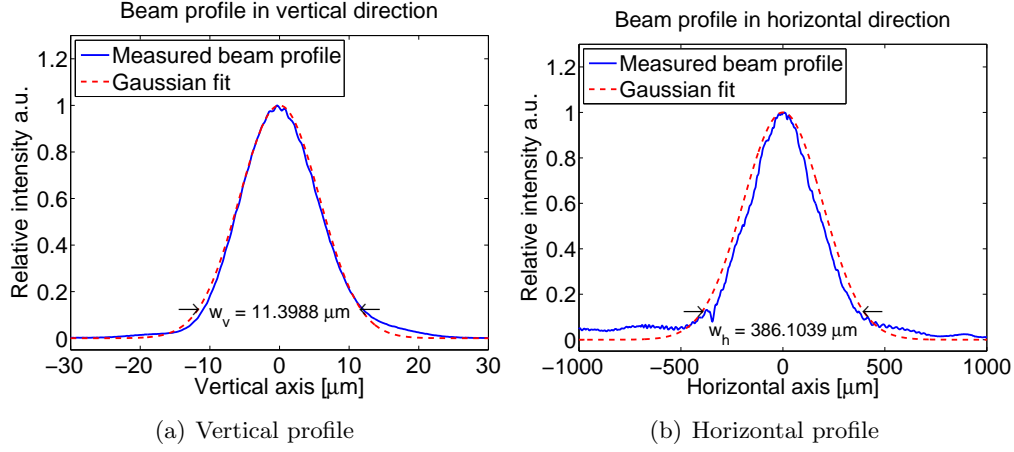 Beam profile in vertical direction
Measured beam profile
Gaussian fit
Relative intensity a.u.
1.2
1
0.8
0.6
0.4
0.2
0
w_v = 11.3988 μm
−30 −20 −10 0 10 20 30
Vertical axis [μm]
(a) Vertical profile
Beam profile in horizontal direction
Measured beam profile
Gaussian fit
Relative intensity a.u.
1.2
1
0.8
0.6
0.4
0.2
0
w_h = 386.1039 μm
−1000 −500 0 500 1000
Horizontal axis [μm]
(b) Horizontal profile